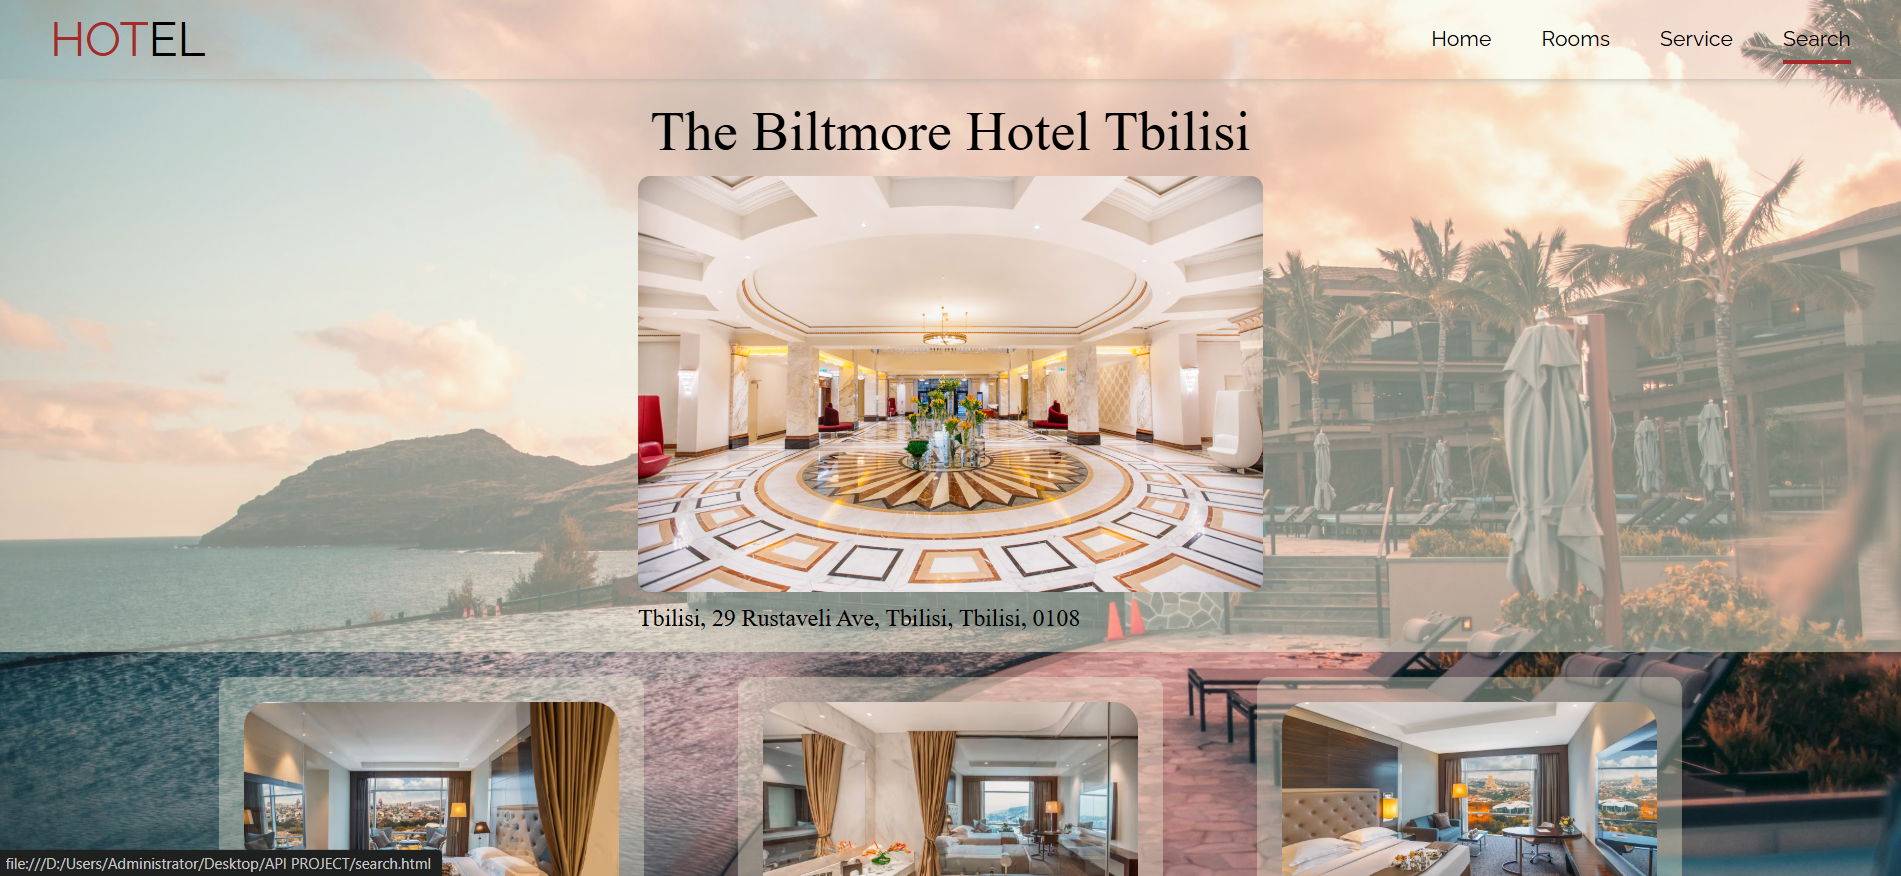 HOTEL
Home Rooms Service Search
The Biltmore Hotel Tbilisi
Tbilisi, 29 Rustaveli Ave, Tbilisi, Tbilisi, 0108
file:///D:/Users/Administrator/Desktop/API PROJECT/search.html